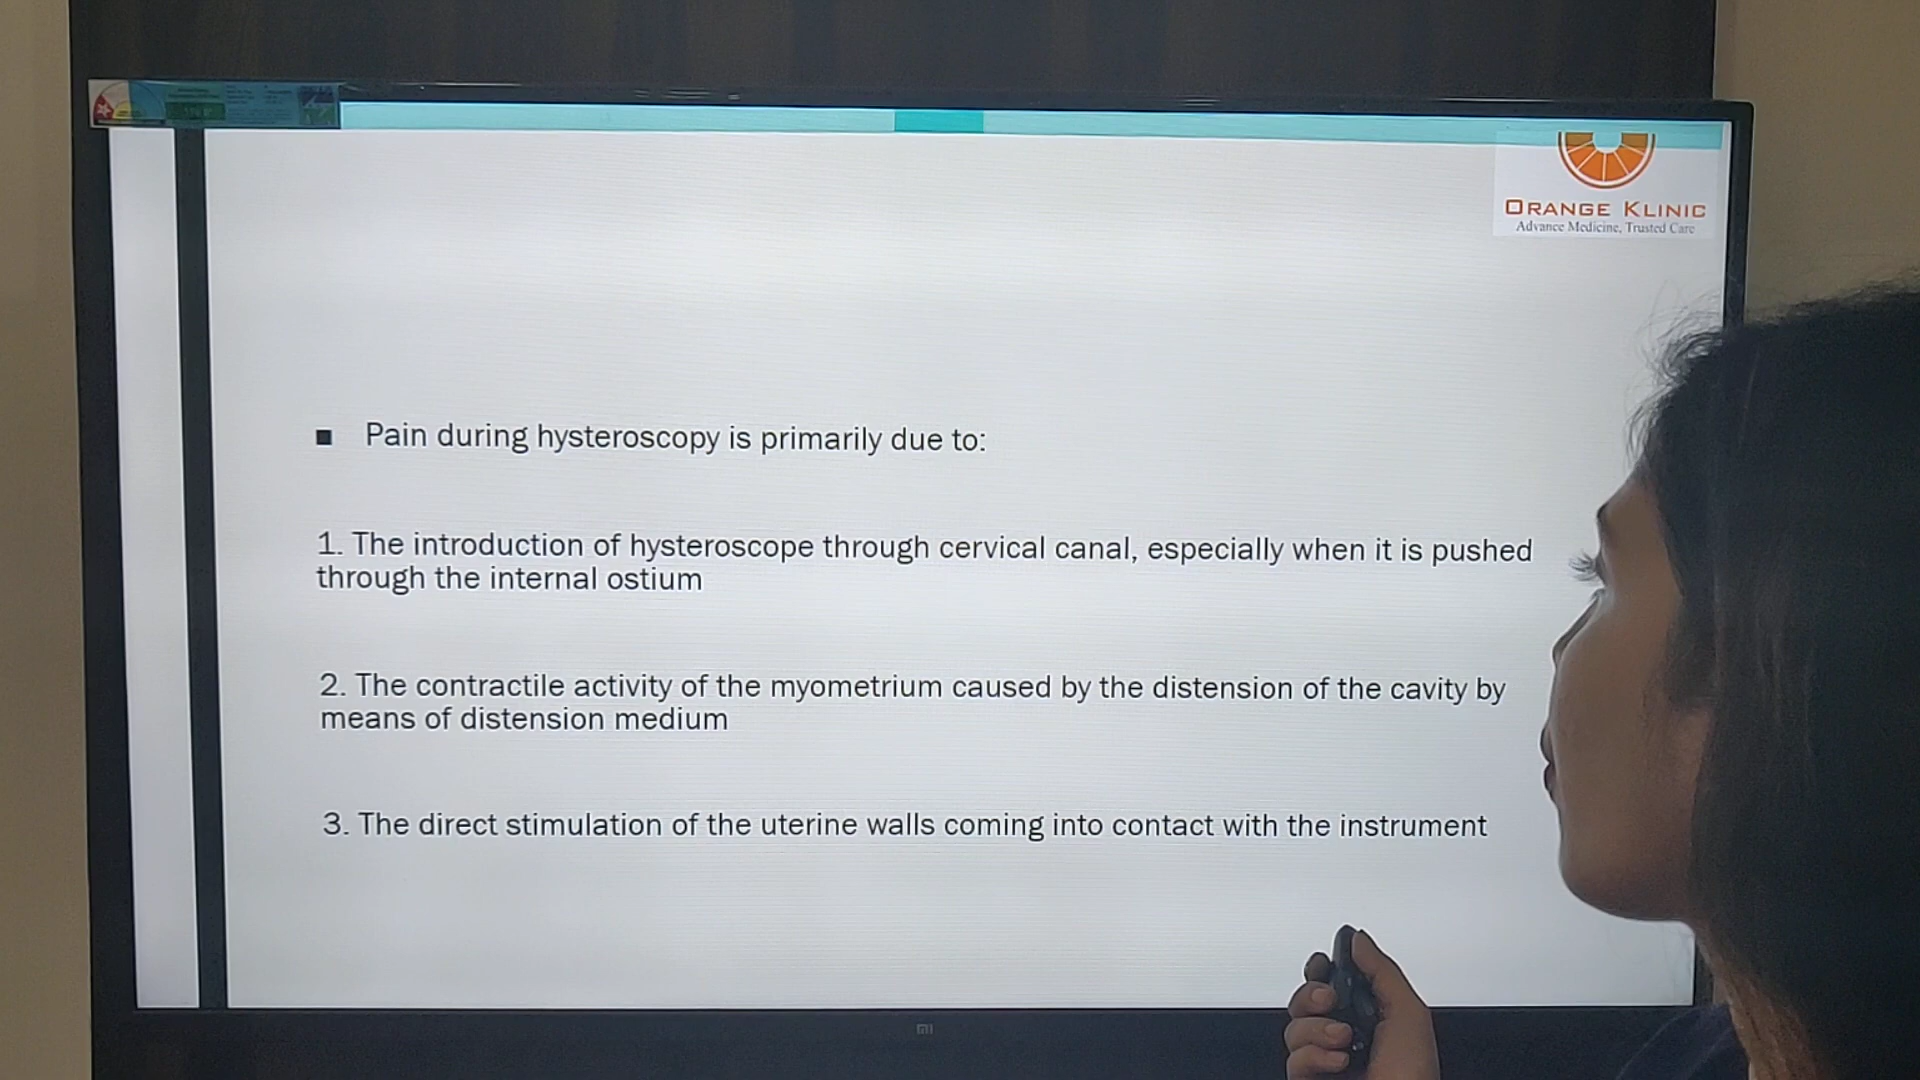 ORANGE KLINIC
Advance Medicine, Trusted Care
▪ Pain during hysteroscopy is primarily due to:
1. The introduction of hysteroscope through cervical canal, especially when it is pushed
through the internal ostium
2. The contractile activity of the myometrium caused by the distension of the cavity by
means of distension medium
3. The direct stimulation of the uterine walls coming into contact with the instrument
mi